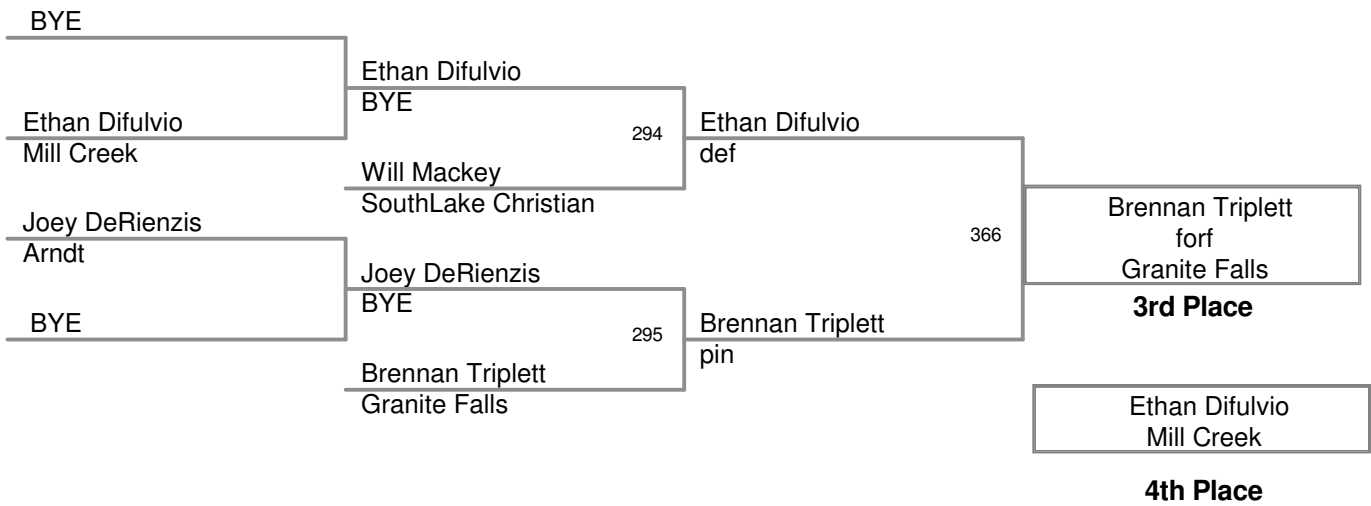 BYE
Ethan Difulvio
Mill Creek
Joey DeRienzis
Arndt
BYE
Ethan Difulvio
BYE
294
Will Mackey
SouthLake Christian
Joey DeRienzis
BYE
295
Brennan Triplett
Granite Falls
Ethan Difulvio
def
366
Brennan Triplett
pin
Brennan Triplett
forf
Granite Falls
3rd Place
Ethan Difulvio
Mill Creek
4th Place